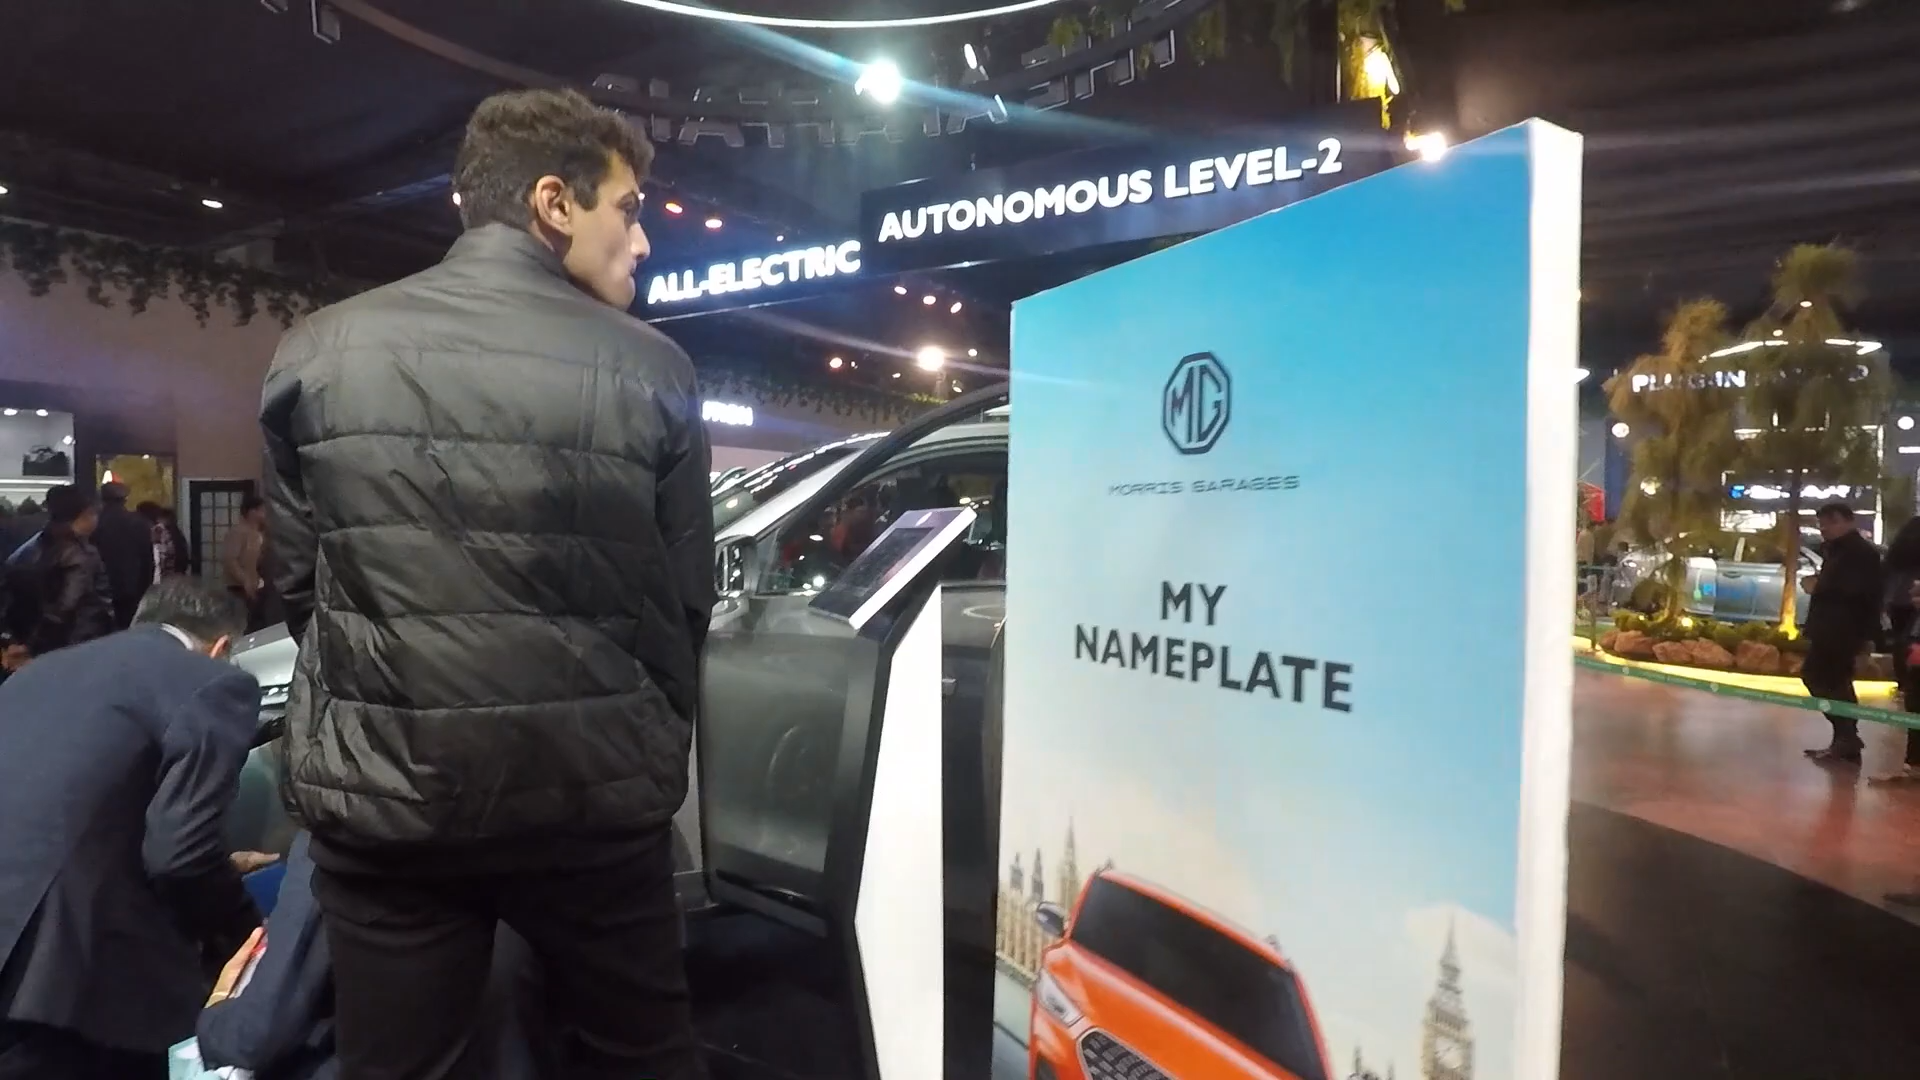 AUTONOMOUS LEVEL-2
ALL-ELECTRIC
MG
MORRIS GARAGES
MY
NAMEPLATE